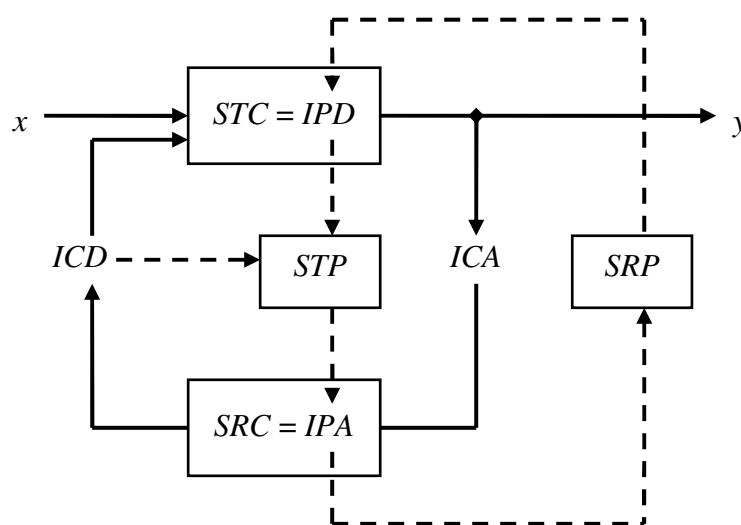 x
STC = IPD
y
ICD
STP
ICA
SRP
SRC = IPA